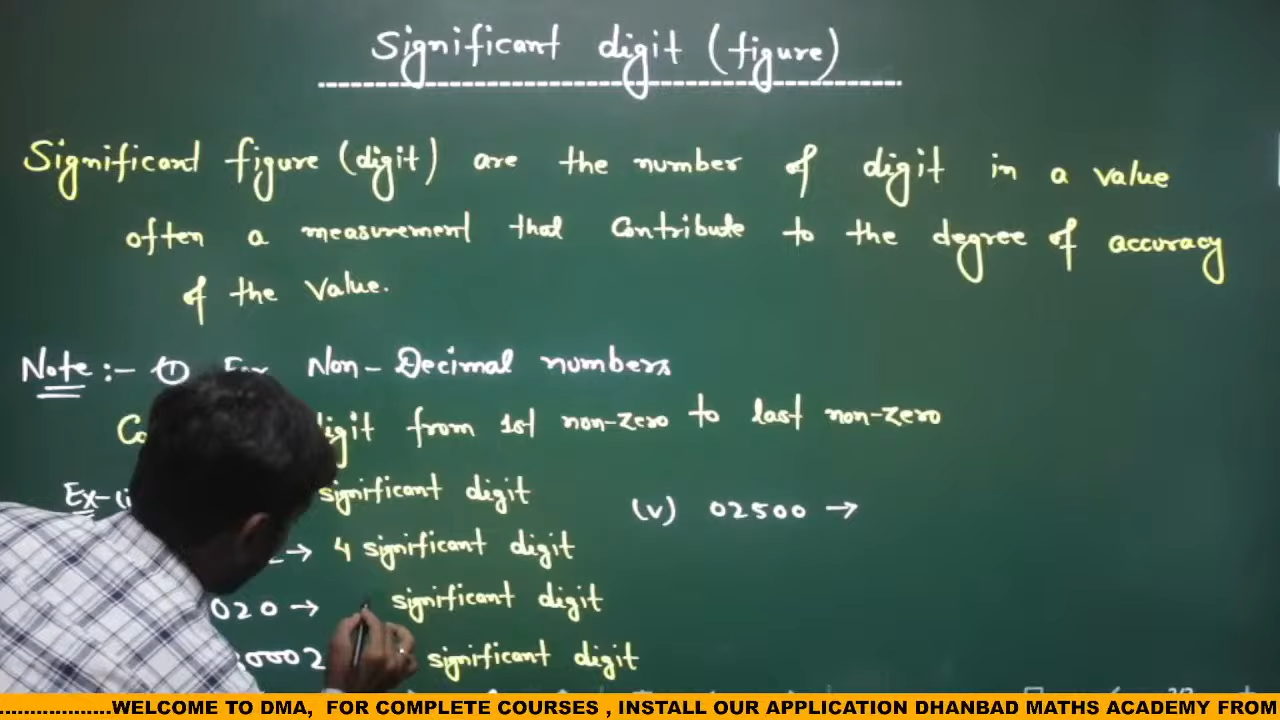 Significant digit (figure)
Significant figure (digit) are the number of digit in a value
often a measurement that Contribute to the degree of accuracy
of the Value.
Note :- ① For Non-Decimal numbers
digit from 1st non-zero to last non-zero
Ex-(i significant digit
(v) 02500 →
→ 4 significant digit
020 → significant digit
0002 significant digit
..................WELCOME TO DMA, FOR COMPLETE COURSES , INSTALL OUR APPLICATION DHANBAD MATHS ACADEMY FROM